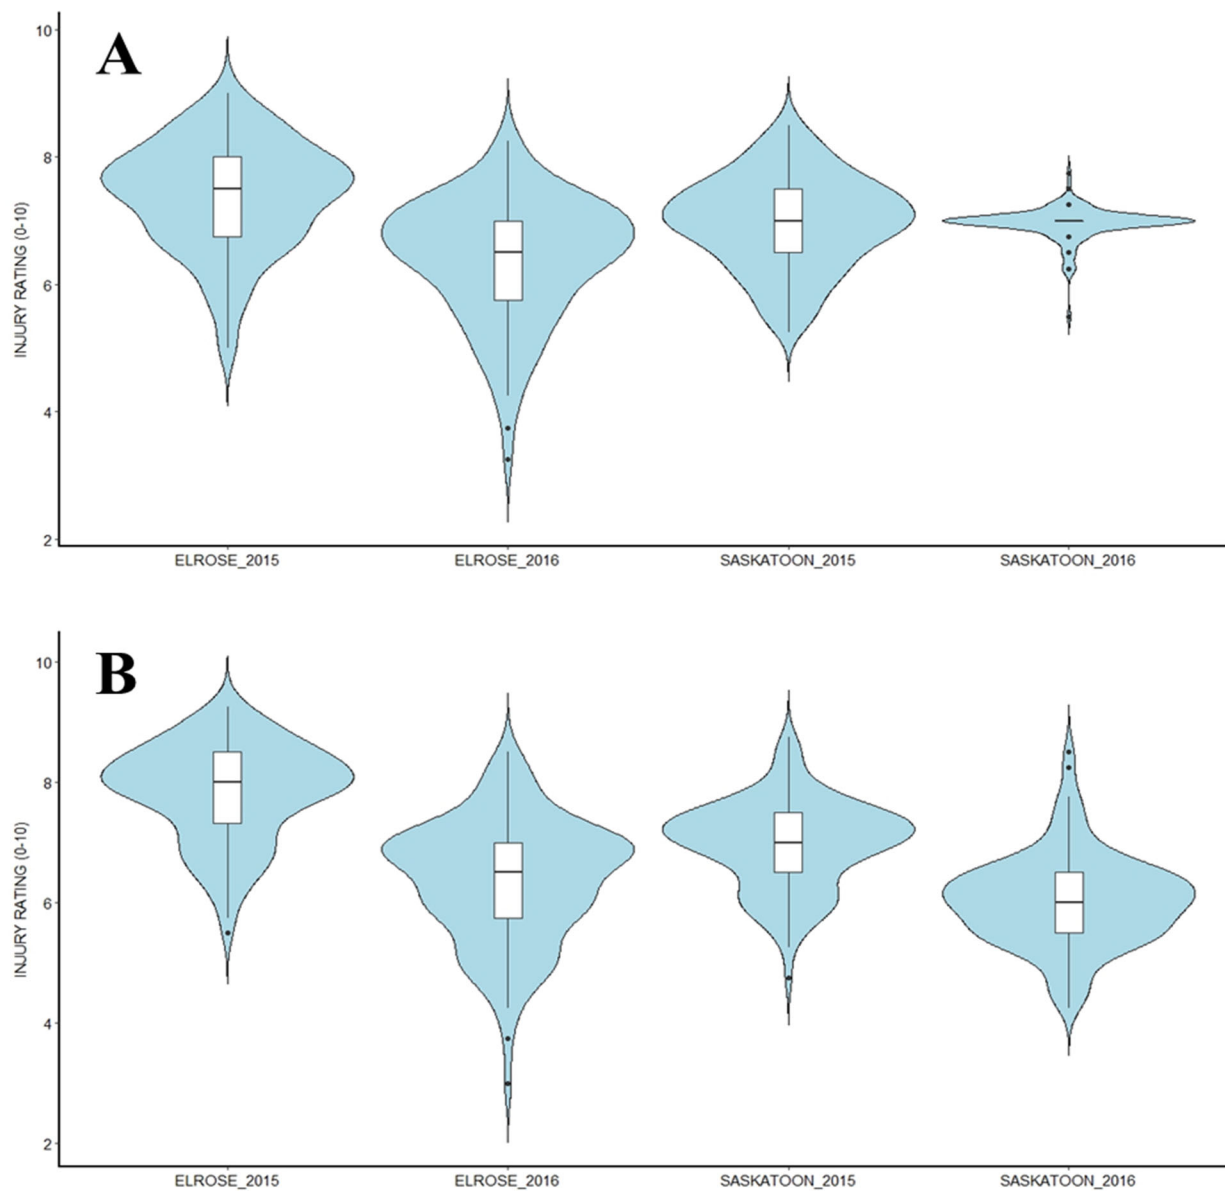 A
INJURY RATING (0-10)
10
8
6
4
2
ELROSE_2015 ELROSE_2016 SASKATOON_2015 SASKATOON_2016
B
INJURY RATING (0-10)
10
8
6
4
2
ELROSE_2015 ELROSE_2016 SASKATOON_2015 SASKATOON_2016